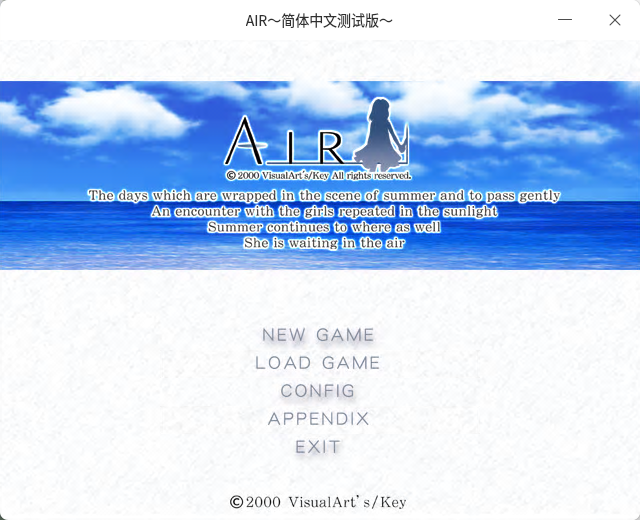 AIR～简体中文测试版～
AIR
© 2000 VisualArt's/Key All rights reserved.
The days which are wrapped in the scene of summer and to pass gently
An encounter with the girls repeated in the sunlight
Summer continues to where as well
She is waiting in the air
NEW GAME
LOAD GAME
CONFIG
APPENDIX
EXIT
©2000 VisualArt's/Key